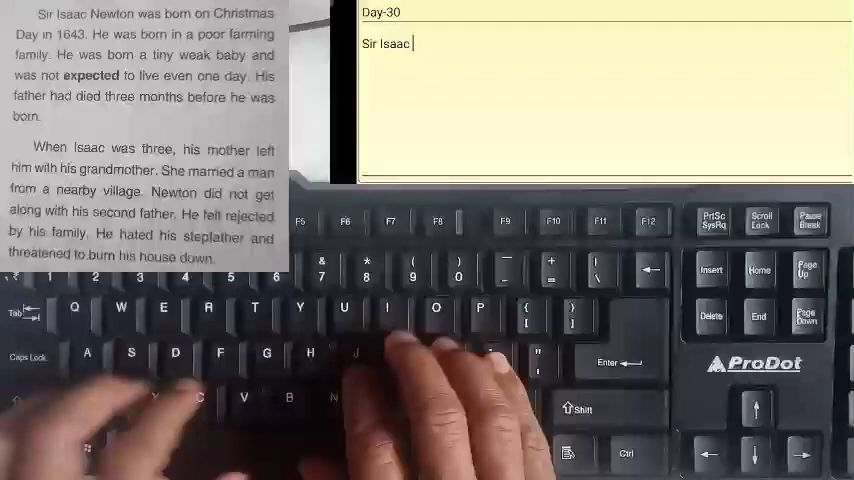 Sir Isaac Newton was born on Christmas
Day in 1643. He was born in a poor farming
family. He was born a tiny weak baby and
was not expected to live even one day. His
father had died three months before he was
born.
When Isaac was three, his mother left
him with his grandmother. She married a man
from a nearby village. Newton did not get
along with his second father. He felt rejected
by his family. He hated his stepfather and
threatened to burn his house down.
Day-30
Sir Isaac
F5 F6 F7 F8 F9 F10 F11 F12 PrtSc SysRq Scroll Lock Pause Break
1 2 3 4 5 6 & 7 * 8 ( 9 ) 0 — - + = | \ Insert Home Page Up
Tab Q W E R T Y U I O P { [ } ] Delete End Page Down
Caps Lock A S D F G H J " ' Enter ProDot
C V B N Shift
Ctrl